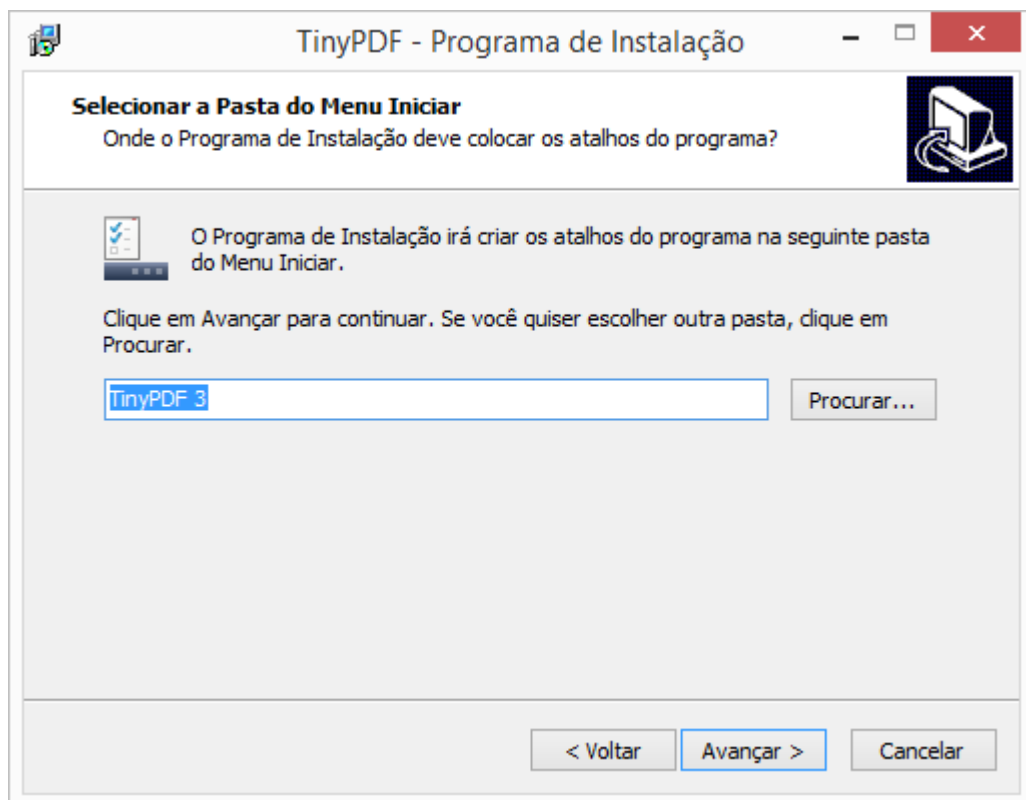 TinyPDF - Programa de Instalação
Selecionar a Pasta do Menu Iniciar
Onde o Programa de Instalação deve colocar os atalhos do programa?
O Programa de Instalação irá criar os atalhos do programa na seguinte pasta
do Menu Iniciar.
Clique em Avançar para continuar. Se você quiser escolher outra pasta, clique em
Procurar.
TinyPDF 3
Procurar...
< Voltar
Avançar >
Cancelar